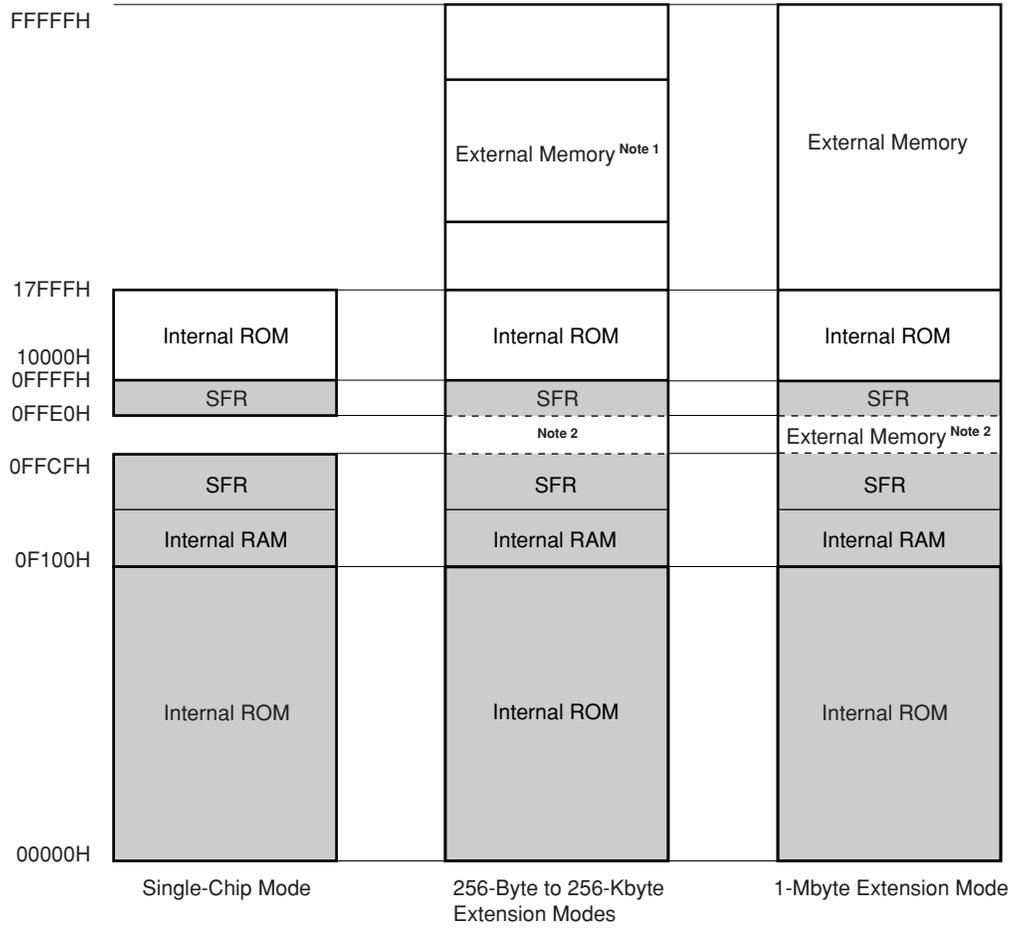 FFFFFH
External Memory Note 1
External Memory
17FFFH
Internal ROM
Internal ROM
Internal ROM
10000H
0FFFFH
SFR
SFR
SFR
0FFE0H
Note 2
External Memory Note 2
0FFCFH
SFR
SFR
SFR
Internal RAM
Internal RAM
Internal RAM
0F100H
Internal ROM
Internal ROM
Internal ROM
00000H
Single-Chip Mode
256-Byte to 256-Kbyte
Extension Modes
1-Mbyte Extension Mode